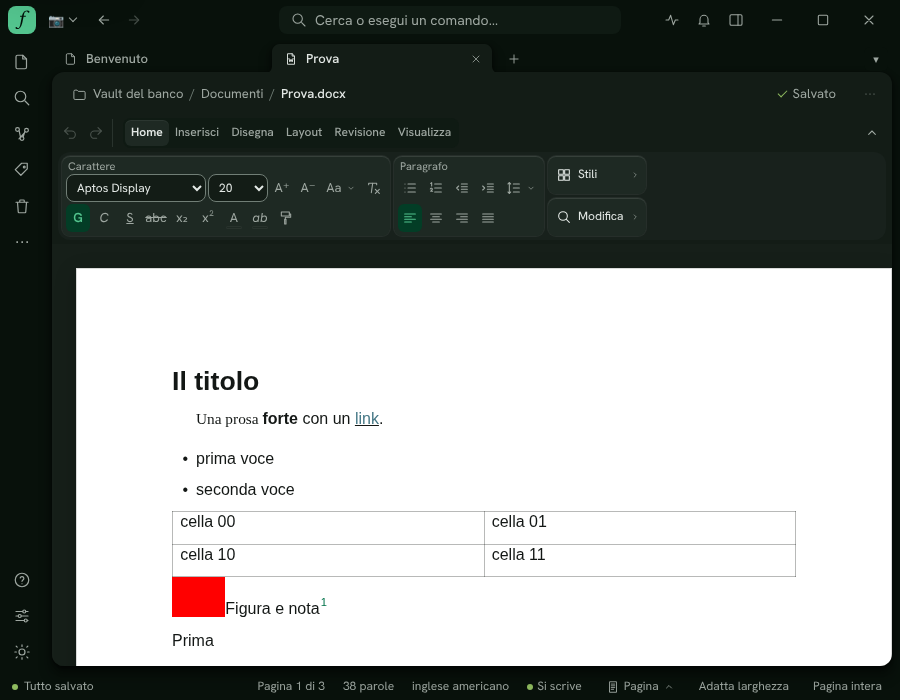 f
Cerca o esegui un comando...
Benvenuto
Prova
Vault del banco / Documenti / Prova.docx
Salvato
Home Inserisci Disegna Layout Revisione Visualizza
Carattere
Paragrafo
Aptos Display
20
A⁺ A⁻ Aa
Stili
G C S abc x₂ x² A ab
Modifica
Il titolo
Una prosa forte con un link.
• prima voce
• seconda voce
cella 00 cella 01
cella 10 cella 11
Figura e nota¹
Prima
Tutto salvato
Pagina 1 di 3 38 parole inglese americano Si scrive Pagina Adatta larghezza Pagina intera